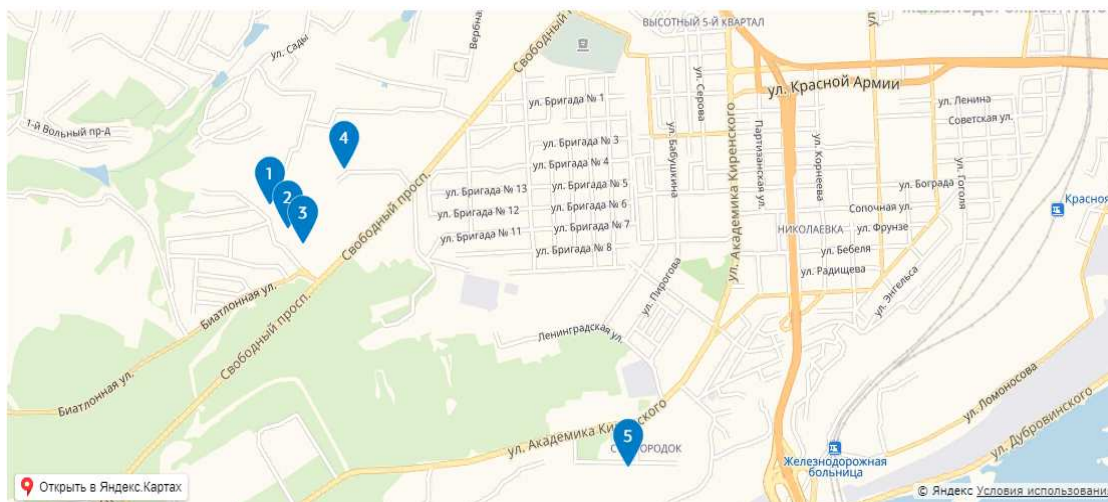 ВЫСОТНЫЙ 5-Й КВАРТАЛ
ул. Сады
Вербна
Свободный п
ул. Красной Армии
ул. Серова
ул. Ленина
Советская ул.
ул. Бригада № 1
1-й Вольный пр-д
4
ул. Бригада № 3
ул. Бабушкина
ул. Академика Киренского
Партизанская ул.
ул. Корнеева
ул. Гоголя
ул. Бригада № 4
1
ул. Бригада № 13
ул. Бригада № 5
ул. Бограда
2
3
ул. Бригада № 12
ул. Бригада № 6
Сопочная ул.
Красноя
Свободный просп.
ул. Бригада № 11
ул. Бригада № 7
НИКОЛАЕВКА
ул. Фрунзе
ул. Бригада № 8
ул. Бебеля
ул. Радищева
ул. Пирогова
ул. Энгельса
Биатлонная ул.
Свободный просп.
Ленинградская ул.
Биатлонная ул.
ул. Ломоносова
ул. Академика Ки
ского
5
С
ГОРОДОК
ул. Дубровинского
Железнодорожная
больница
Открыть в Яндекс.Картах
© Яндекс Условия использовани